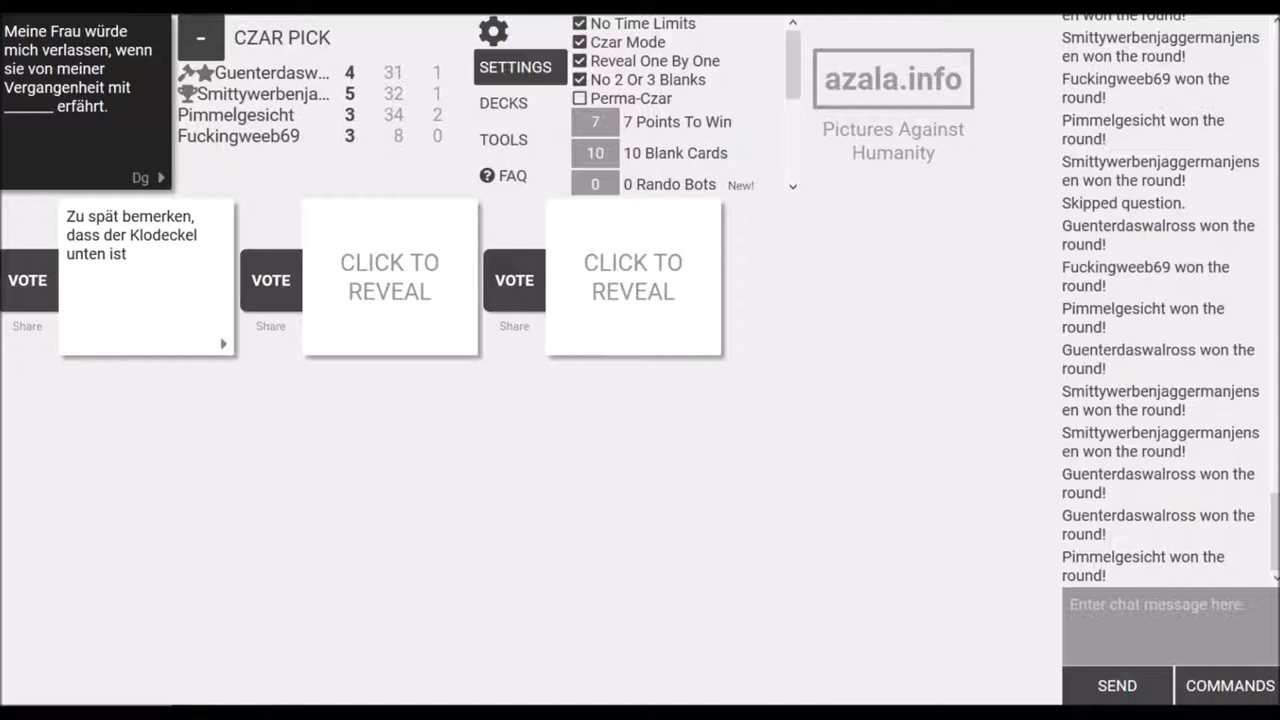 Meine Frau würde
mich verlassen, wenn
sie von meiner
Vergangenheit mit
______ erfährt.
Dg
-
CZAR PICK
Guenterdasw... 4 31 1
Smittywerbenja... 5 32 1
Pimmelgesicht 3 34 2
Fuckingweeb69 3 8 0
SETTINGS
DECKS
TOOLS
FAQ
No Time Limits
Czar Mode
Reveal One By One
No 2 Or 3 Blanks
Perma-Czar
7 7 Points To Win
10 10 Blank Cards
0 0 Rando Bots New!
azala.info
Pictures Against
Humanity
VOTE
Share
Zu spät bemerken,
dass der Klodeckel
unten ist
VOTE
Share
CLICK TO
REVEAL
VOTE
Share
CLICK TO
REVEAL
en won the round!
Smittywerbenjaggermanjens
en won the round!
Fuckingweeb69 won the
round!
Pimmelgesicht won the
round!
Smittywerbenjaggermanjens
en won the round!
Skipped question.
Guenterdaswalross won the
round!
Fuckingweeb69 won the
round!
Pimmelgesicht won the
round!
Guenterdaswalross won the
round!
Smittywerbenjaggermanjens
en won the round!
Smittywerbenjaggermanjens
en won the round!
Guenterdaswalross won the
round!
Guenterdaswalross won the
round!
Pimmelgesicht won the
round!
Enter chat message here.
SEND
COMMANDS